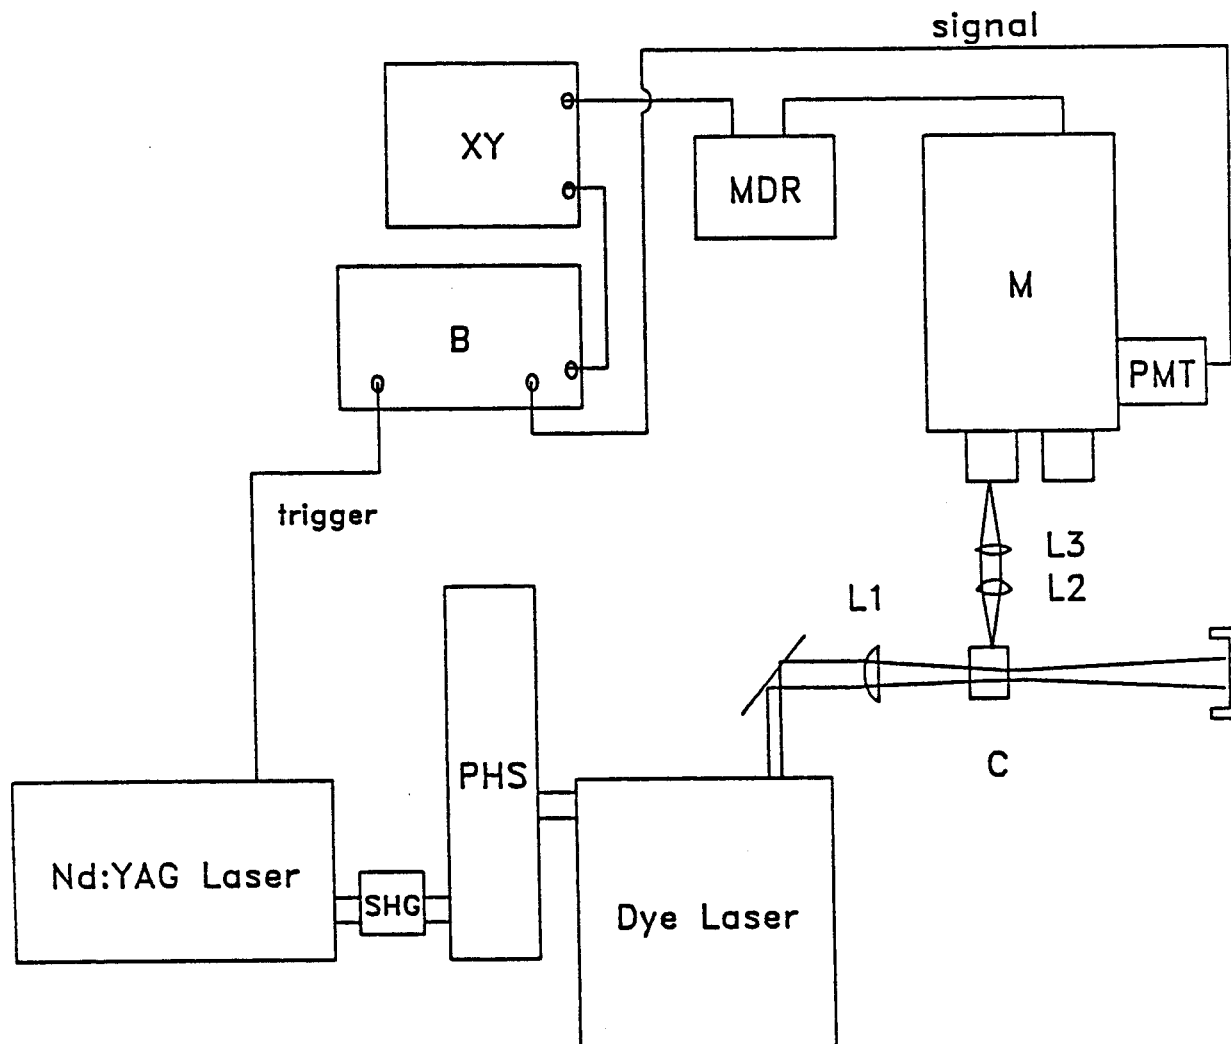 signal
XY
MDR
M
B
PMT
trigger
L3
L2
L1
C
PHS
Nd:YAG Laser
SHG
Dye Laser